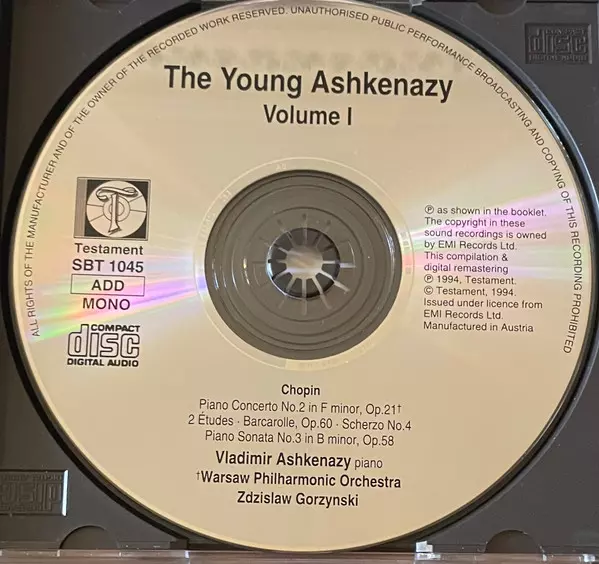 ALL RIGHTS OF THE MANUFACTURER AND OF THE OWNER OF THE RECORDED WORK RESERVED. UNAUTHORISED PUBLIC PERFORMANCE BROADCASTING AND COPYING OF THIS RECORDING PROHIBITED
COMPACT
disc
The Young Ashkenazy
Volume I
T
Testament
SBT 1045
ADD
MONO
COMPACT
disc
DIGITAL AUDIO
℗ as shown in the booklet.
The copyright in these
sound recordings is owned
by EMI Records Ltd.
This compilation &
digital remastering
℗ 1994, Testament.
© Testament, 1994.
Issued under licence from
EMI Records Ltd.
Manufactured in Austria
Chopin
Piano Concerto No.2 in F minor, Op.21†
2 Études · Barcarolle, Op.60 · Scherzo No.4
Piano Sonata No.3 in B minor, Op.58
Vladimir Ashkenazy piano
†Warsaw Philharmonic Orchestra
Zdzislaw Gorzynski